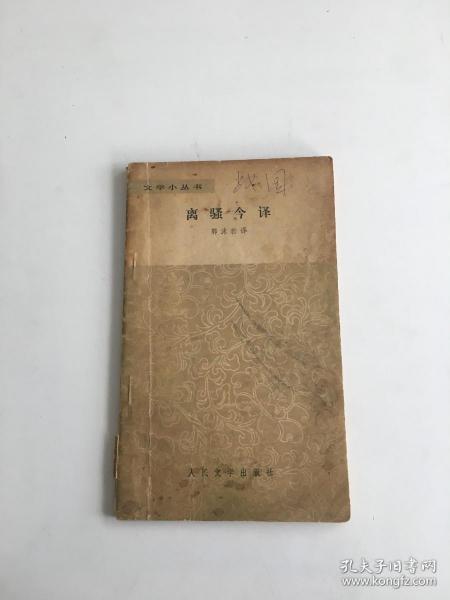 文学小丛书
战国
离骚今译
郭沫若译
人民文学出版社
孔夫子旧书网
www.kongfz.com